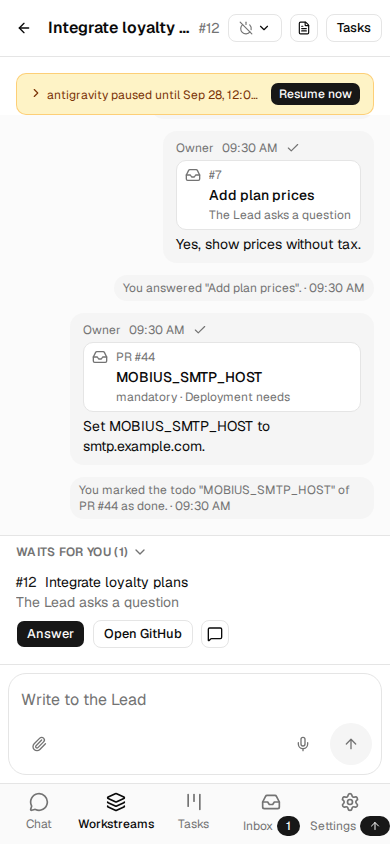 Integrate loyalty ... #12
Tasks
antigravity paused until Sep 28, 12:0... Resume now
Owner 09:30 AM
#7
Add plan prices
The Lead asks a question
Yes, show prices without tax.
You answered "Add plan prices". · 09:30 AM
Owner 09:30 AM
PR #44
MOBIUS_SMTP_HOST
mandatory · Deployment needs
Set MOBIUS_SMTP_HOST to
smtp.example.com.
You marked the todo "MOBIUS_SMTP_HOST" of
PR #44 as done. · 09:30 AM
WAITS FOR YOU (1)
#12 Integrate loyalty plans
The Lead asks a question
Answer Open GitHub
Write to the Lead
Chat Workstreams Tasks Inbox 1 Settings